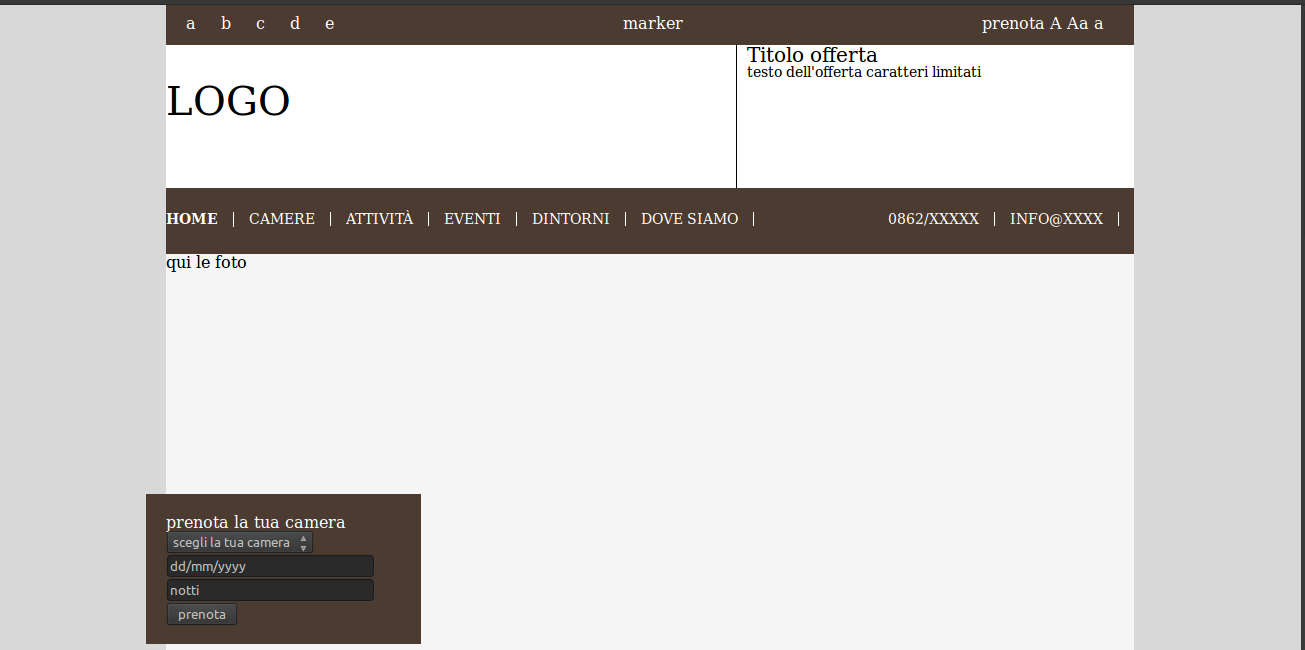 a b c d e marker prenota A Aa a
Titolo offerta
testo dell'offerta caratteri limitati
LOGO
HOME | CAMERE | ATTIVITÀ | EVENTI | DINTORNI | DOVE SIAMO | 0862/XXXXX | INFO@XXXX |
qui le foto
prenota la tua camera
scegli la tua camera
dd/mm/yyyy
notti
prenota